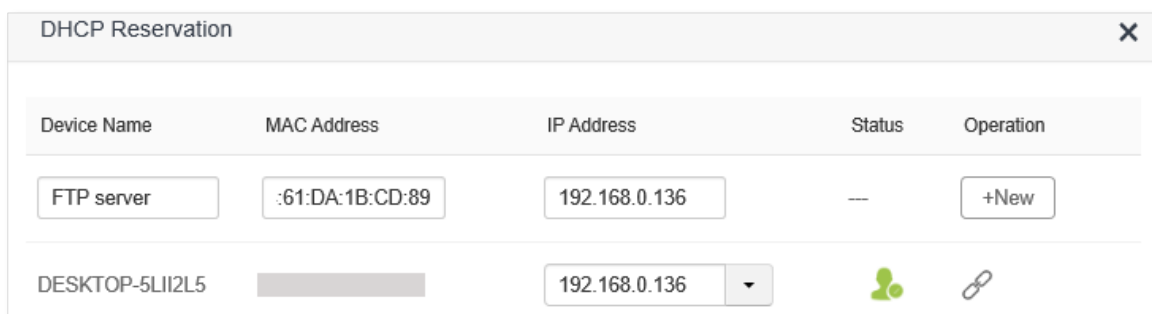 DHCP Reservation
Device Name MAC Address IP Address Status Operation
FTP server :61:DA:1B:CD:89 192.168.0.136 --- +New
DESKTOP-5LII2L5 192.168.0.136